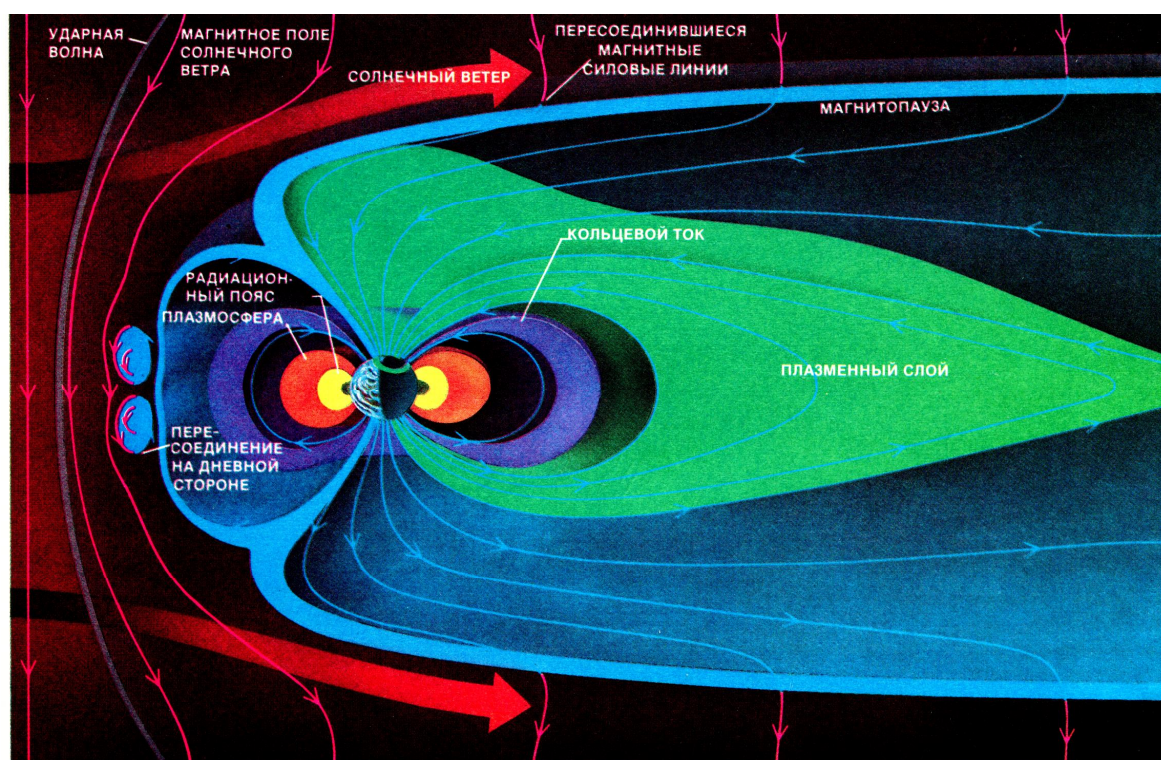 УДАРНАЯ
ВОЛНА
МАГНИТНОЕ ПОЛЕ
СОЛНЕЧНОГО
ВЕТРА
СОЛНЕЧНЫЙ ВЕТЕР
ПЕРЕСОЕДИНИВШИЕСЯ
МАГНИТНЫЕ
СИЛОВЫЕ ЛИНИИ
МАГНИТОПАУЗА
КОЛЬЦЕВОЙ ТОК
РАДИАЦИОН-
НЫЙ ПОЯС
ПЛАЗМОСФЕРА
ПЛАЗМЕННЫЙ СЛОЙ
ПЕРЕ-
СОЕДИНЕНИЕ
НА ДНЕВНОЙ
СТОРОНЕ